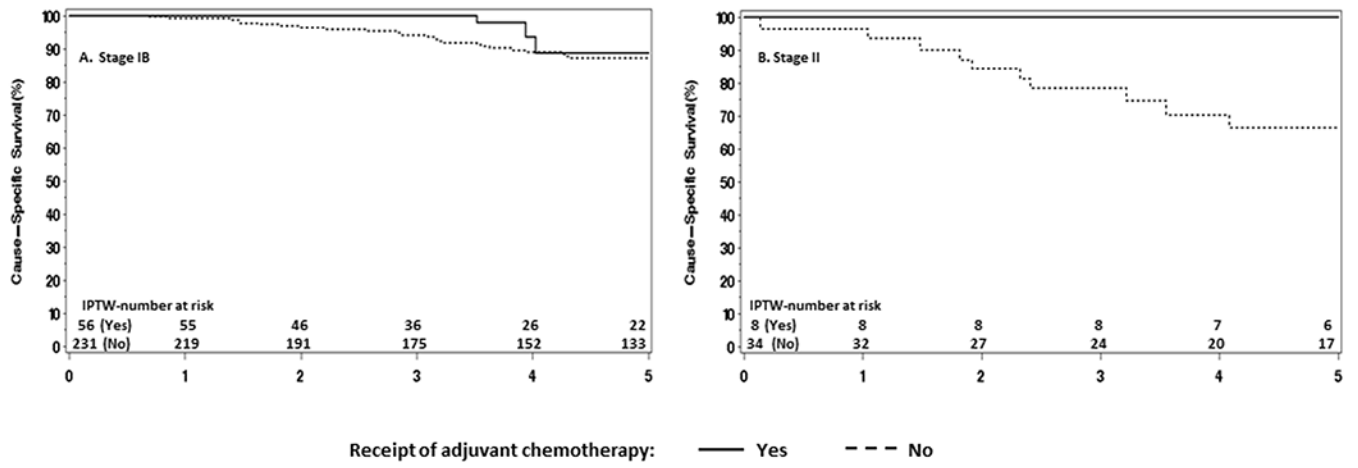 100
90
80
70
60
50
40
30
20
10
0
Cause-Specific Survival(%)
A. Stage IB
IPTW-number at risk
56 (Yes) 55 46 36 26 22
231 (No) 219 191 175 152 133
0 1 2 3 4 5
100
90
80
70
60
50
40
30
20
10
0
Cause-Specific Survival(%)
B. Stage II
IPTW-number at risk
8 (Yes) 8 8 8 7 6
34 (No) 32 27 24 20 17
0 1 2 3 4 5
Receipt of adjuvant chemotherapy: Yes No